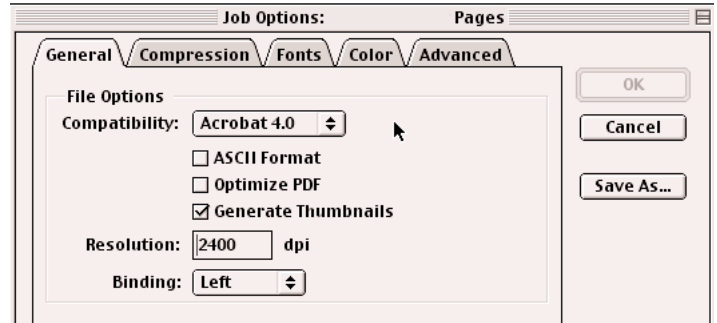 Job Options: Pages
General Compression Fonts Color Advanced
File Options
Compatibility: Acrobat 4.0
ASCII Format
Optimize PDF
Generate Thumbnails
Resolution: 2400 dpi
Binding: Left
OK
Cancel
Save As...